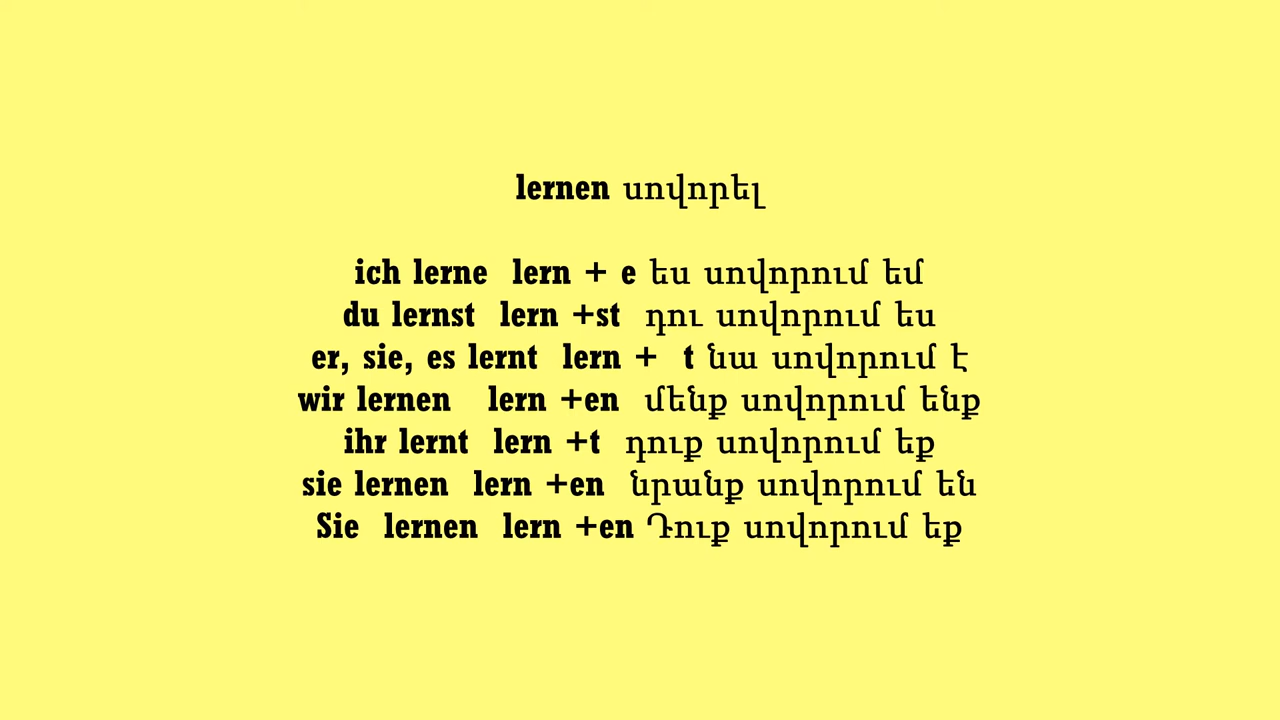 lernen սովորել
ich lerne lern + e ես սովորում եմ
du lernst lern +st դու սովորում ես
er, sie, es lernt lern + t նա սովորում է
wir lernen lern +en մենք սովորում ենք
ihr lernt lern +t դուք սովորում եք
sie lernen lern +en նրանք սովորում են
Sie lernen lern +en Դուք սովորում եք